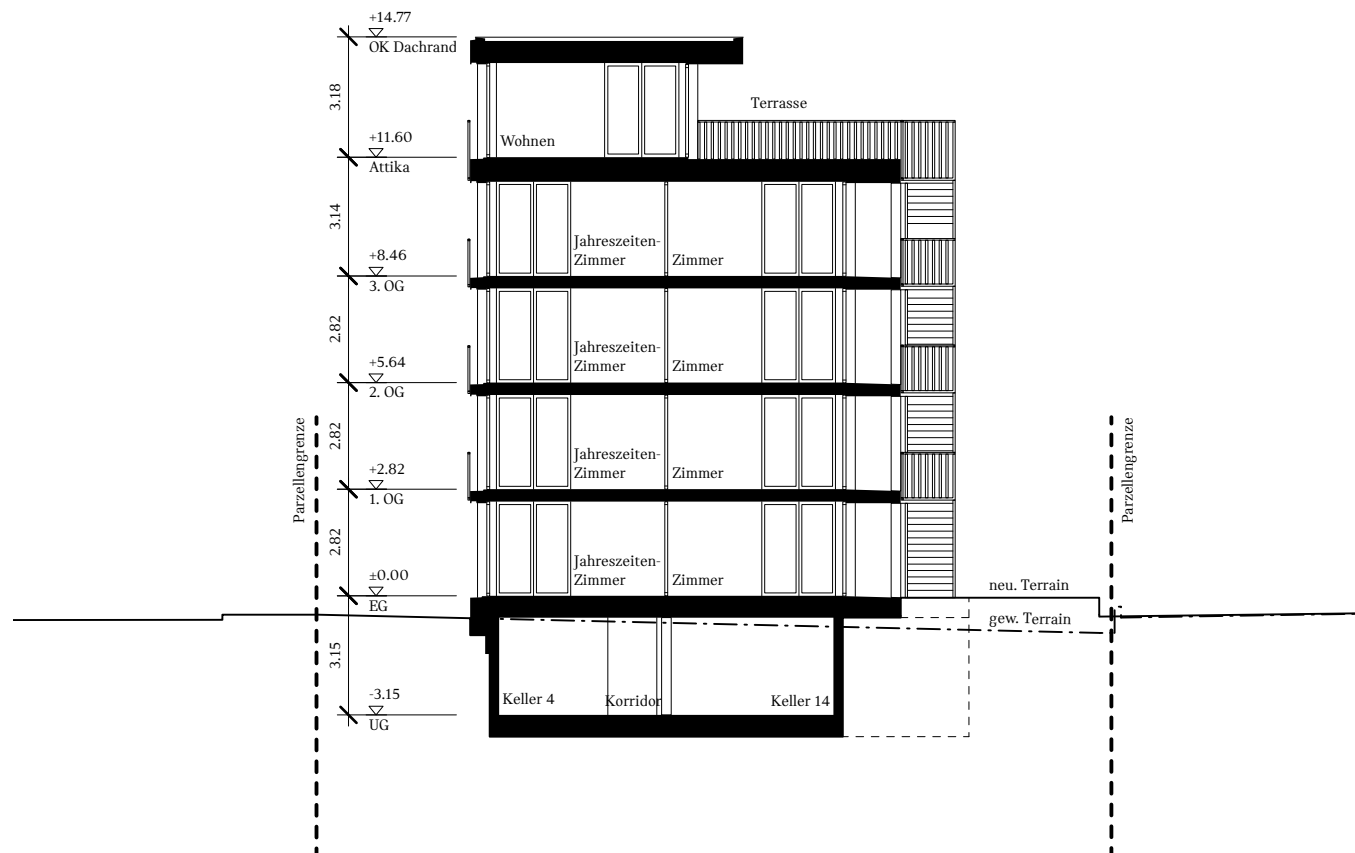 +14.77
OK Dachrand
3.18
Terrasse
+11.60
Wohnen
Attika
3.14
Jahreszeiten-
Zimmer
Zimmer
+8.46
3. OG
2.82
Jahreszeiten-
Zimmer
Zimmer
+5.64
2. OG
2.82
Parzellengrenze
Parzellengrenze
Jahreszeiten-
Zimmer
Zimmer
+2.82
1. OG
2.82
Jahreszeiten-
Zimmer
Zimmer
±0.00
EG
neu. Terrain
gew. Terrain
3.15
-3.15
UG
Keller 4
Korridor
Keller 14